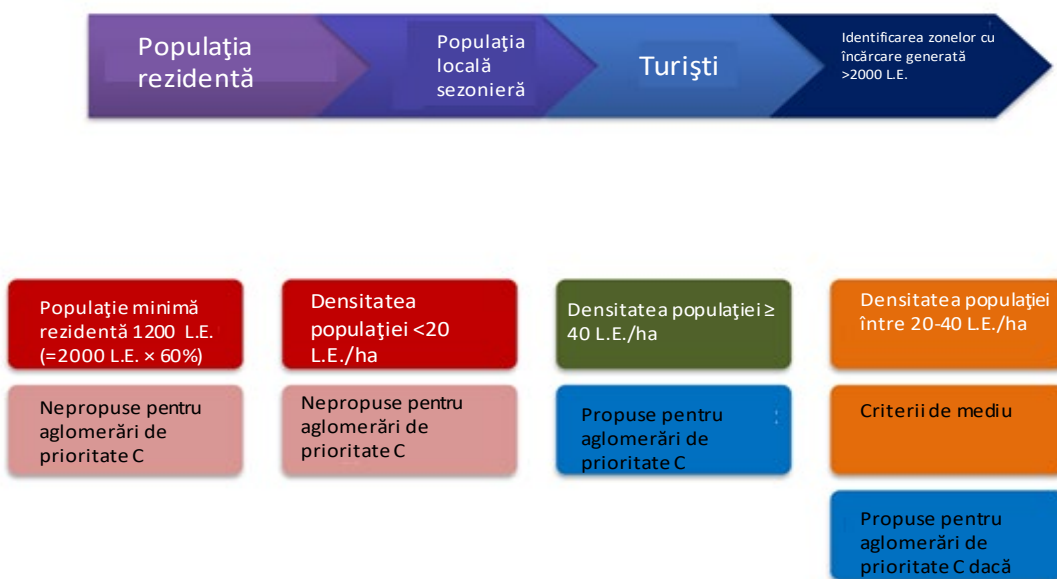 Populaţia
rezidentă
Populaţia
locală
sezonieră
Turişti
Identificarea zonelor cu
încărcare generată
>2000 L.E.
Populaţie minimă
rezidentă 1200 L.E.
(=2000 L.E. × 60%)
Nepropuse pentru
aglomerări de
prioritate C
Densitatea
populaţiei <20
L.E./ha
Nepropuse pentru
aglomerări de
prioritate C
Densitatea populaţiei ≥
40 L.E./ha
Propuse pentru
aglomerări de
prioritate C
Densitatea populaţiei
între 20-40 L.E./ha
Criterii de mediu
Propuse pentru
aglomerări de
prioritate C dacă